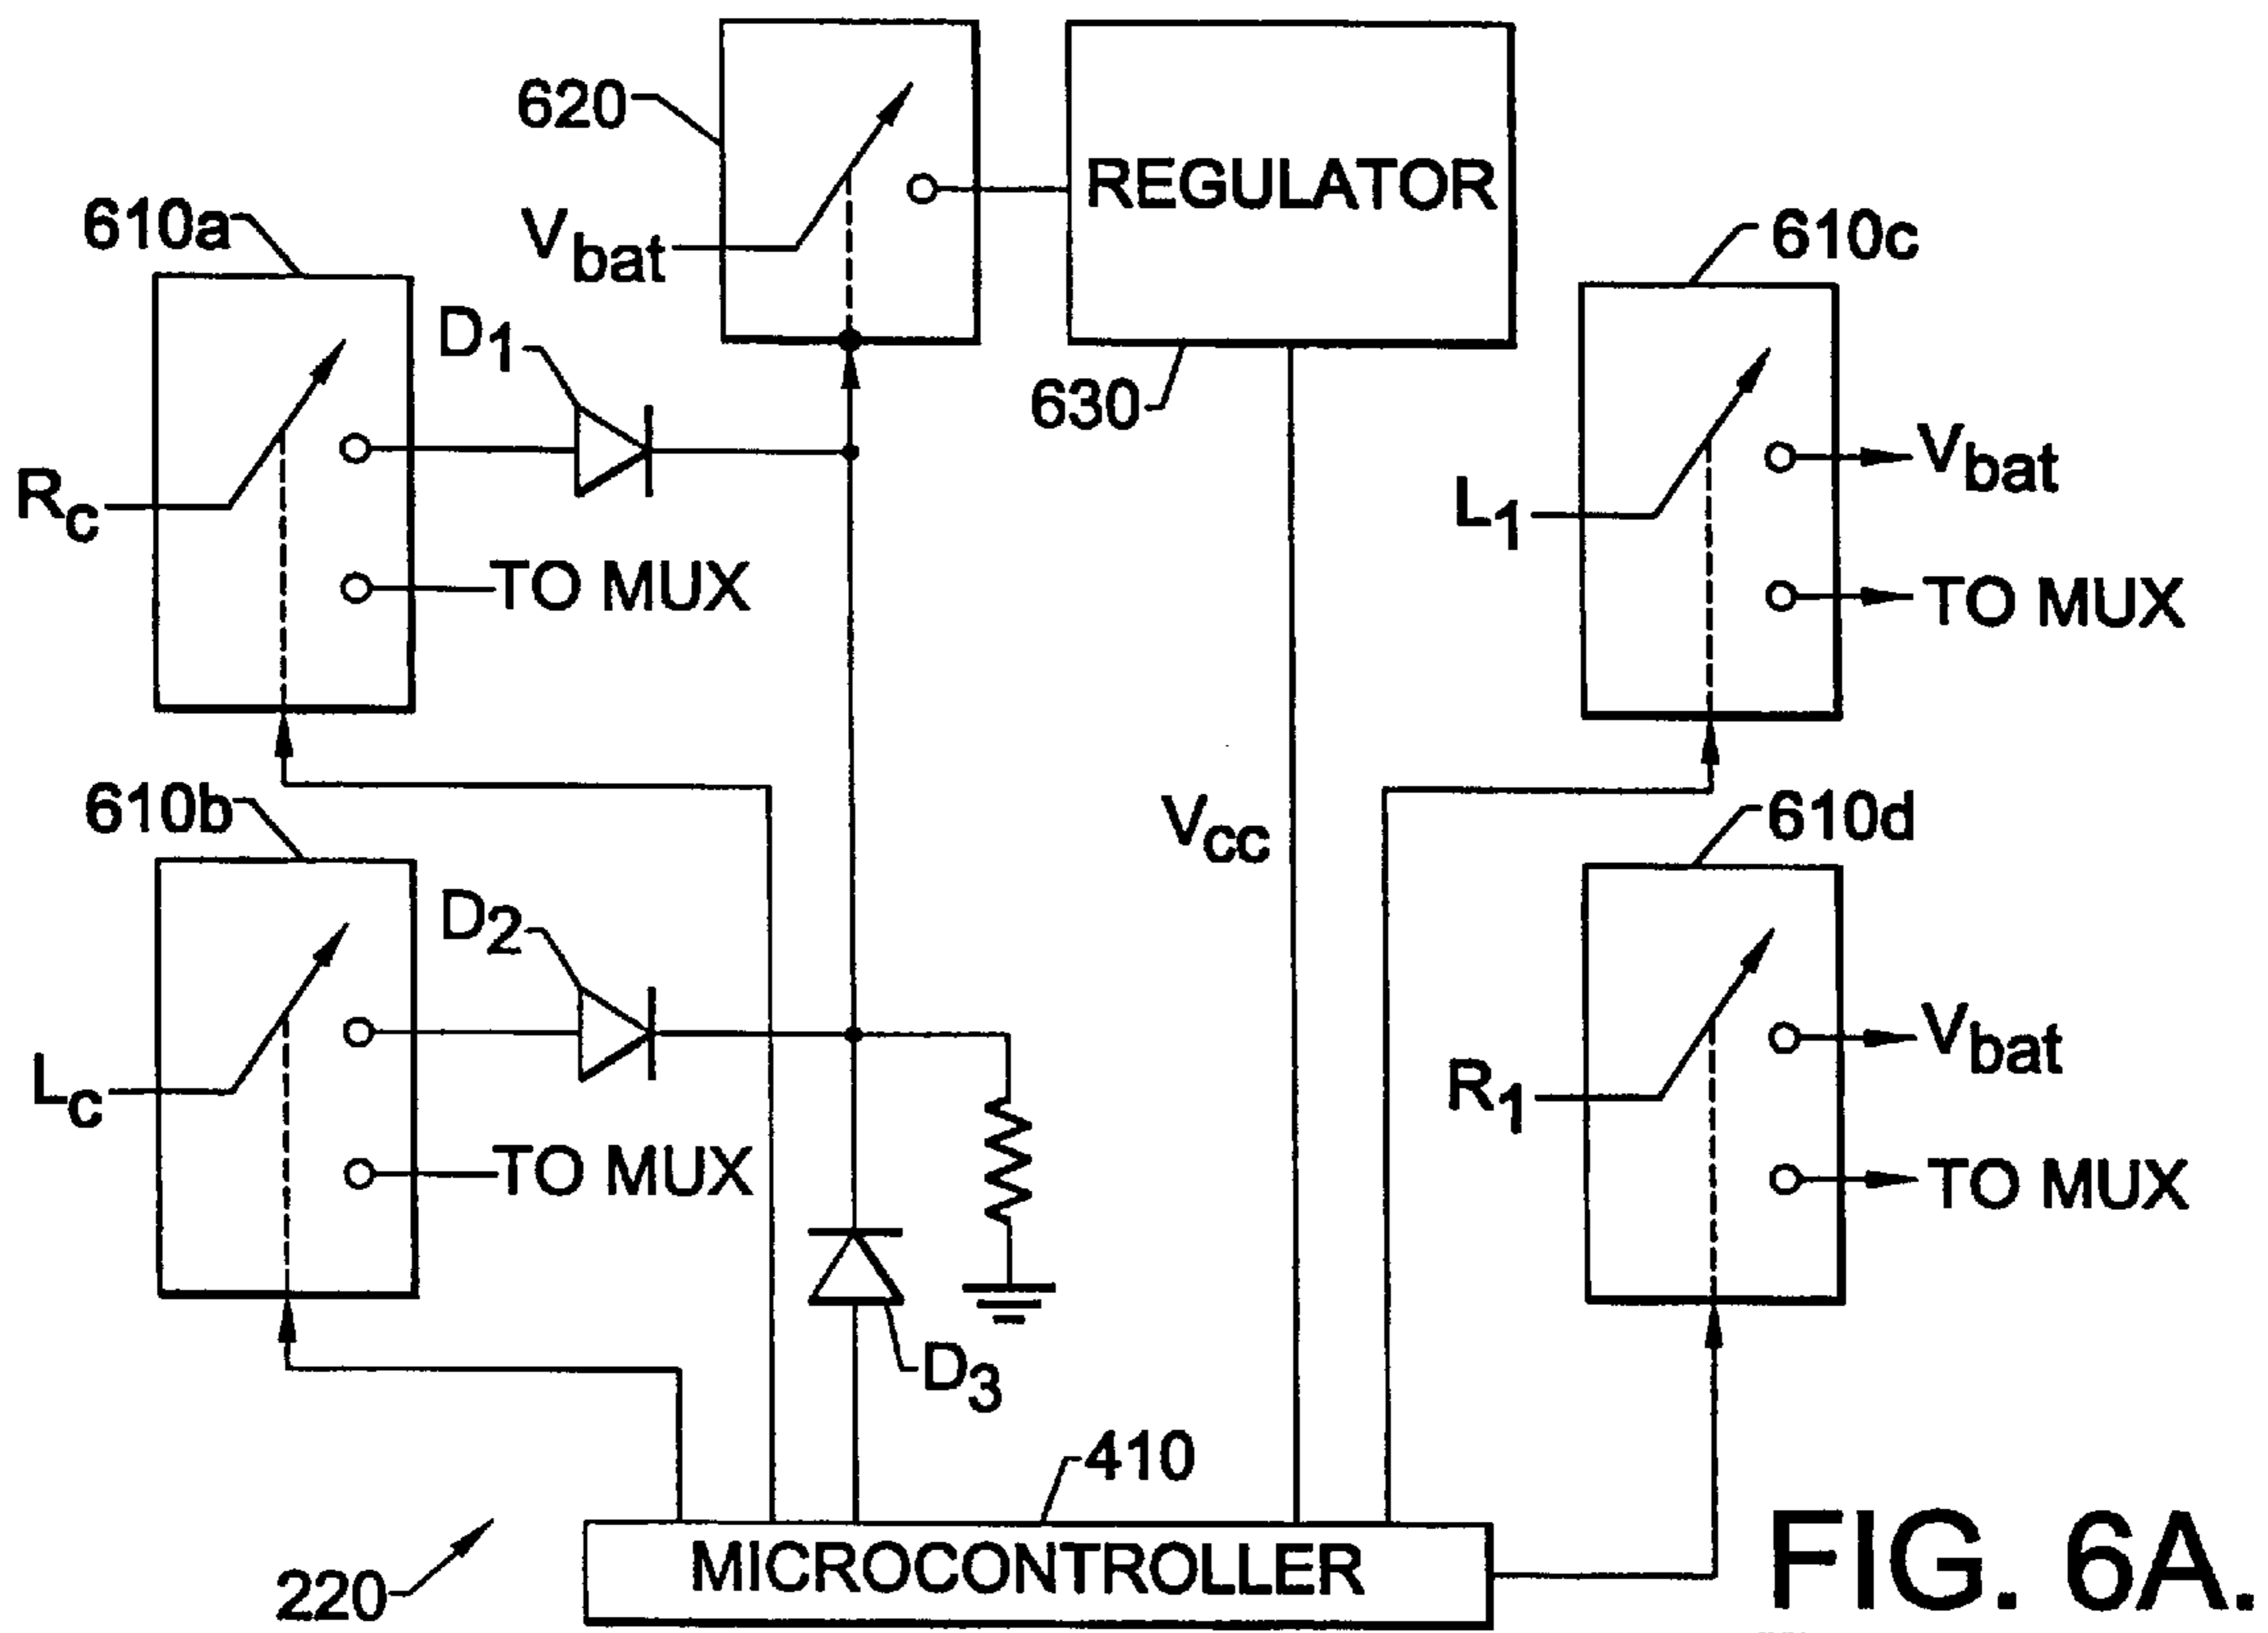 620
REGULATOR
610a
Vbat
610c
D1
630
Vbat
Rc
L1
TO MUX
TO MUX
610b
Vcc
610d
D2
Vbat
Lc
R1
TO MUX
TO MUX
D3
410
MICROCONTROLLER
220
FIG. 6A.